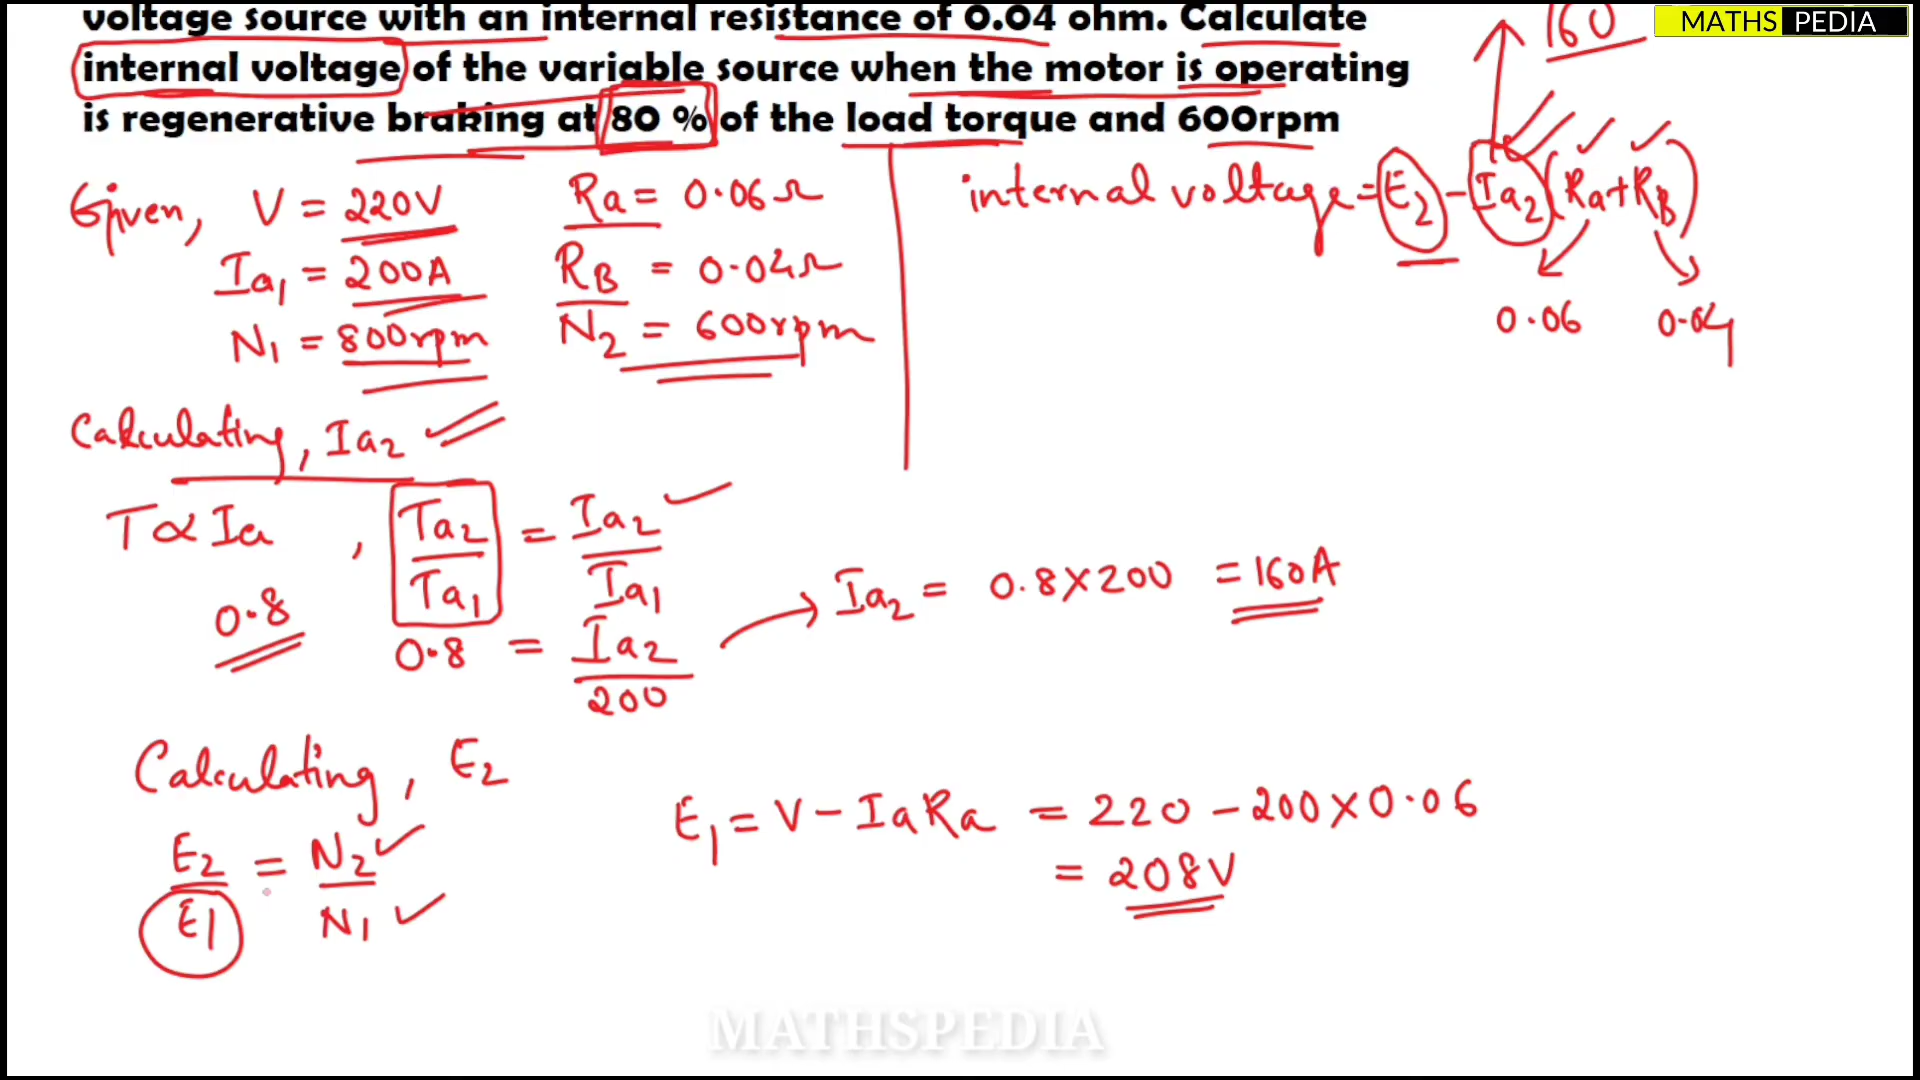 voltage source with an internal resistance of 0.04 ohm. Calculate
internal voltage of the variable source when the motor is operating
is regenerative braking at 80 % of the load torque and 600rpm
160
MATHS PEDIA
Given, V = 220V Ra = 0.06Ω
Ia1 = 200A RB = 0.04Ω
N1 = 800rpm N2 = 600rpm
internal voltage = E2 - Ia2 (Ra+RB)
0.06 0.04
Calculating, Ia2
T ∝ Ia , Ta2/Ta1 = Ia2/Ia1
0.8
0.8 = Ia2/200
Ia2 = 0.8×200 = 160A
Calculating, E2
E2/E1 = N2/N1
E1 = V - IaRa = 220 - 200×0.06
= 208V
MATHSPEDIA